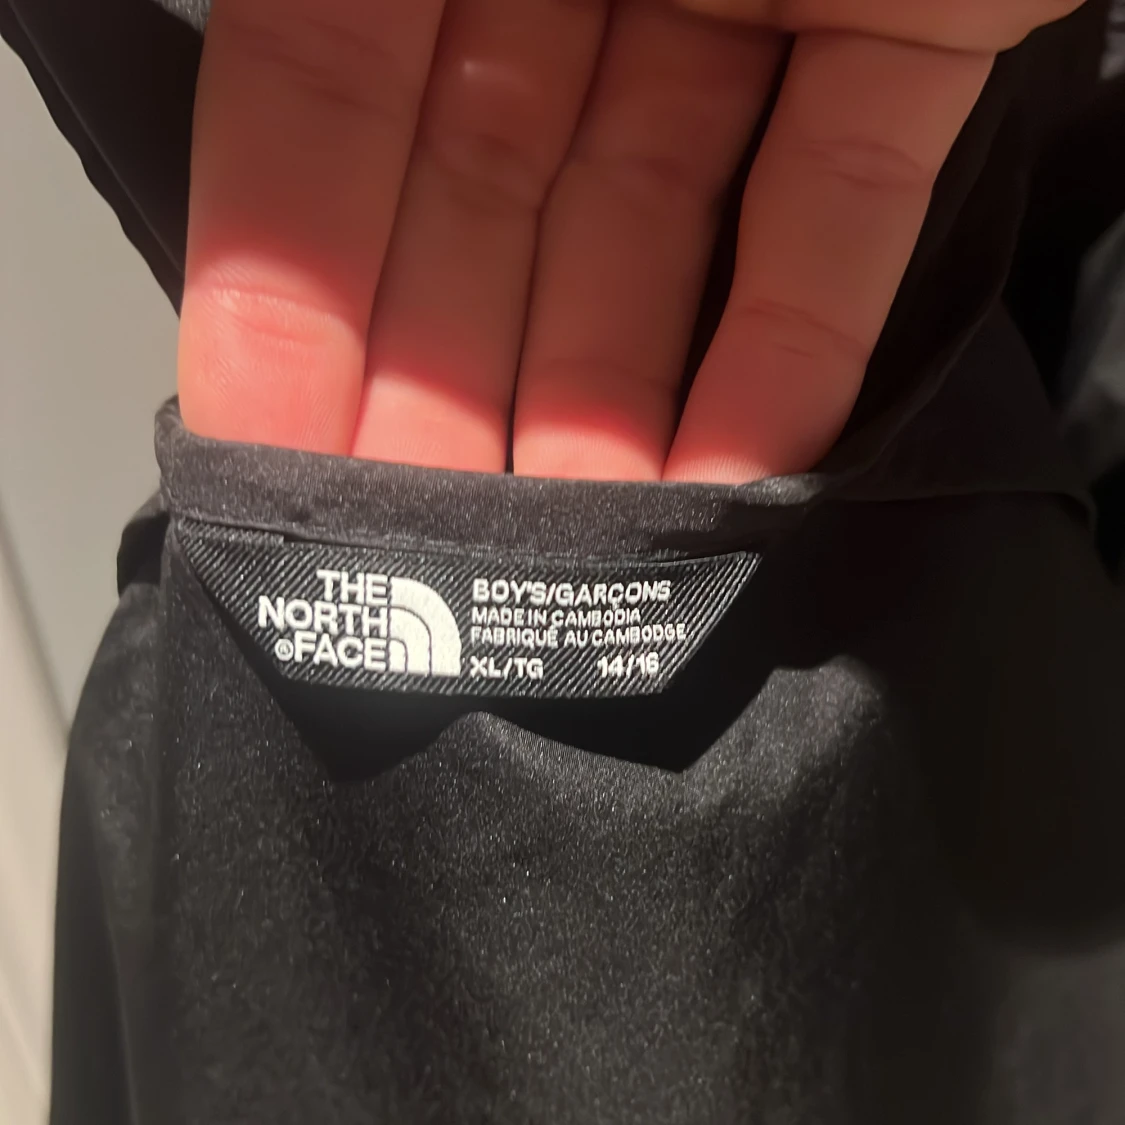 THE
NORTH
®FACE
BOY'S/GARÇONS
MADE IN CAMBODIA
FABRIQUÉ AU CAMBODGE
XL/TG 14/16